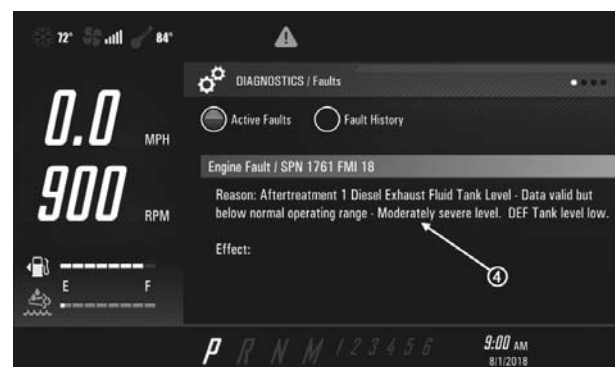 72° 84°
DIAGNOSTICS / Faults
Active Faults Fault History
0.0 MPH
Engine Fault / SPN 1761 FMI 18
Reason: Aftertreatment 1 Diesel Exhaust Fluid Tank Level - Data valid but
below normal operating range - Moderately severe level. DEF Tank level low.
900 RPM
Effect:
4
E F
P R N M 1 2 3 4 5 6 9:00 AM
8/1/2018